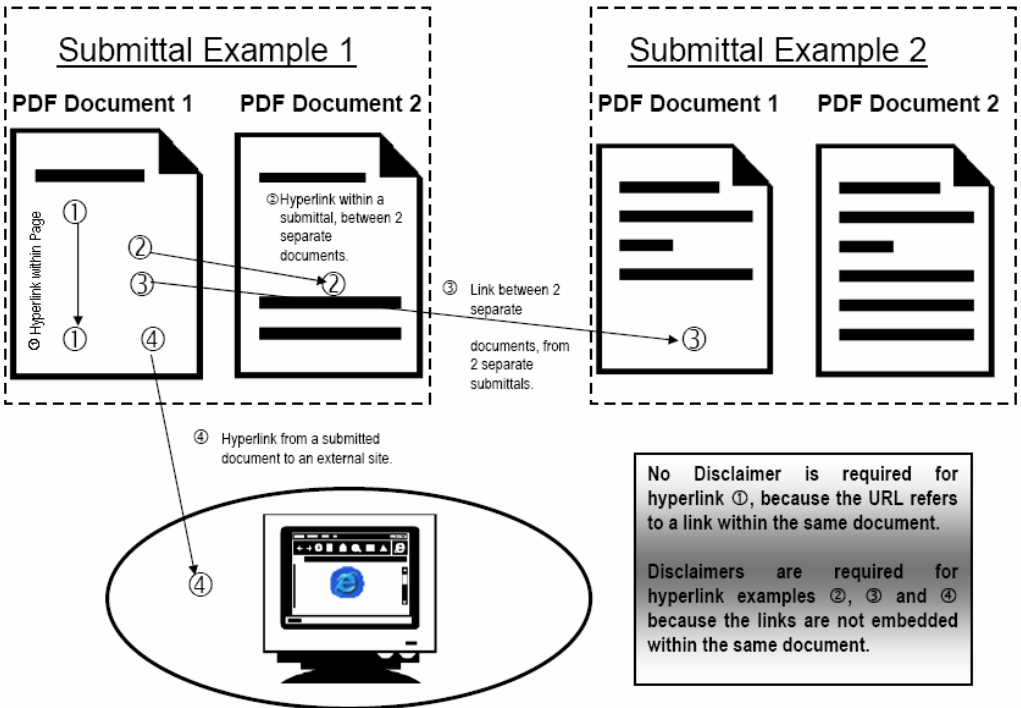 Submittal Example 1
PDF Document 1
PDF Document 2
① Hyperlink within Page
①
①
②
③
④
②Hyperlink within a
submittal, between 2
separate
documents.
②
③ Link between 2
separate
documents, from
2 separate
submittals.
Submittal Example 2
PDF Document 1
PDF Document 2
③
④ Hyperlink from a submitted
document to an external site.
④
No Disclaimer is required for
hyperlink ①, because the URL refers
to a link within the same document.
Disclaimers are required for
hyperlink examples ②, ③ and ④
because the links are not embedded
within the same document.